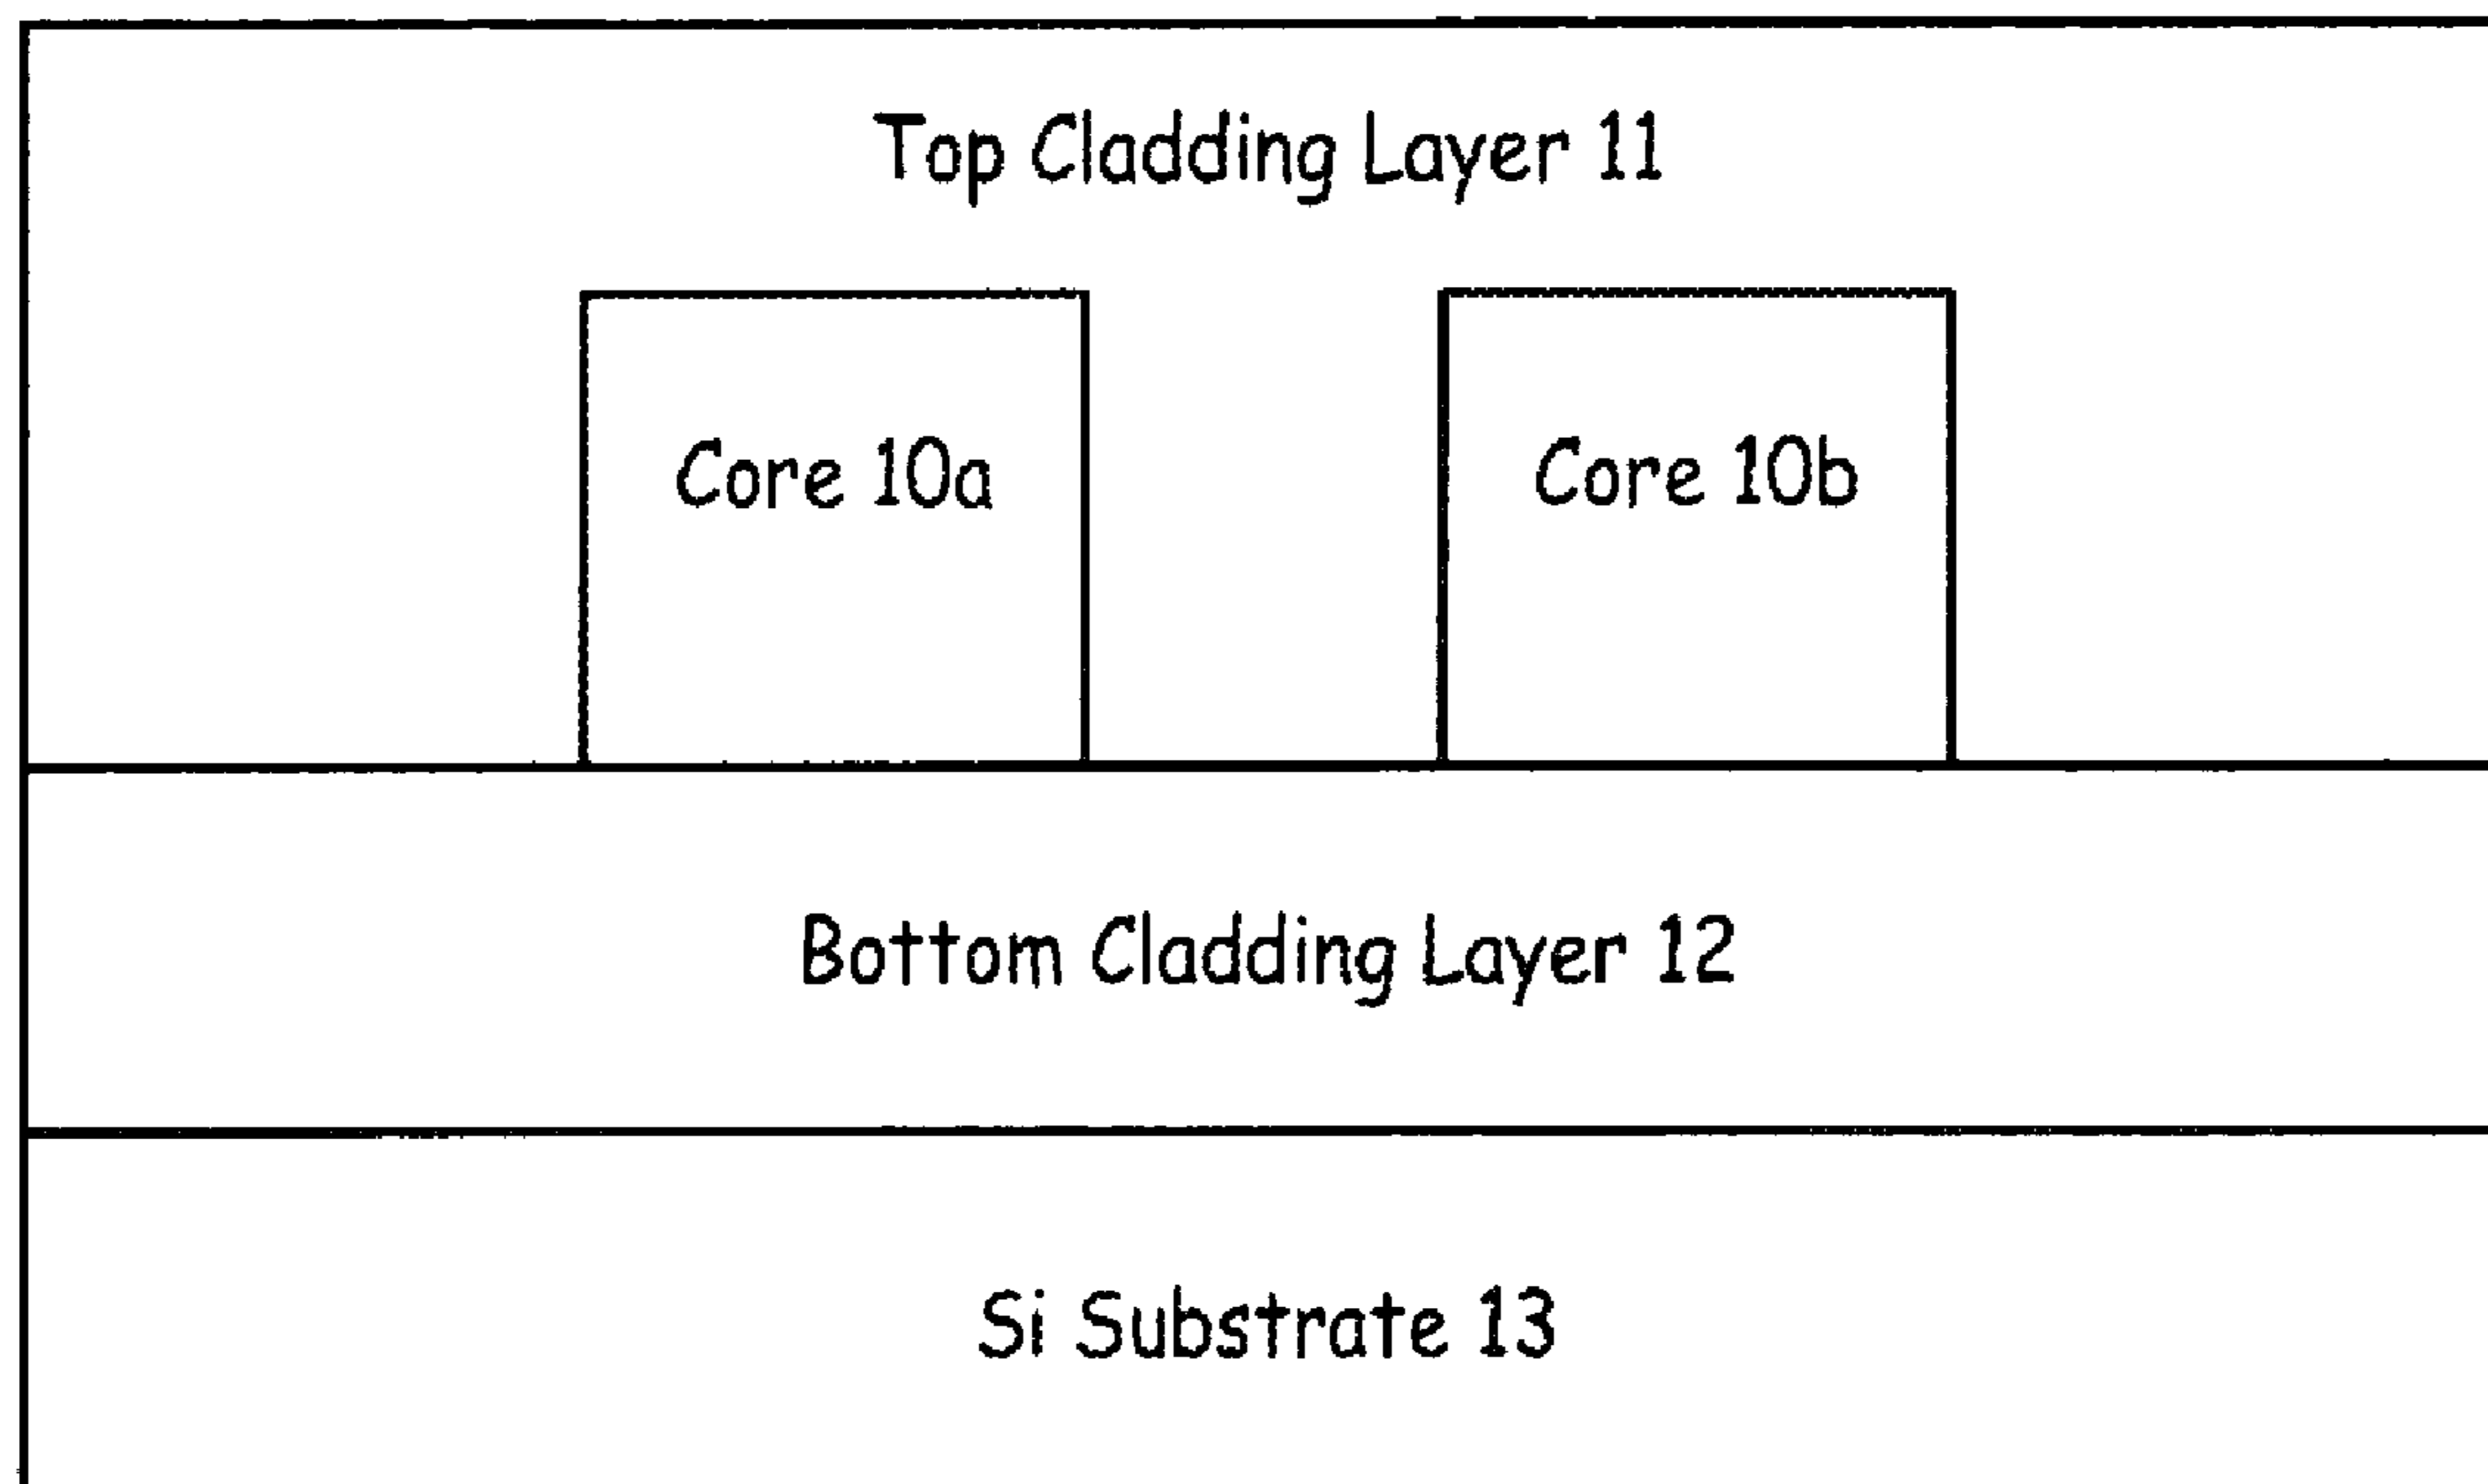 Top Cladding Layer 11
Core 10a
Core 10b
Bottom Cladding Layer 12
Si Substrate 13